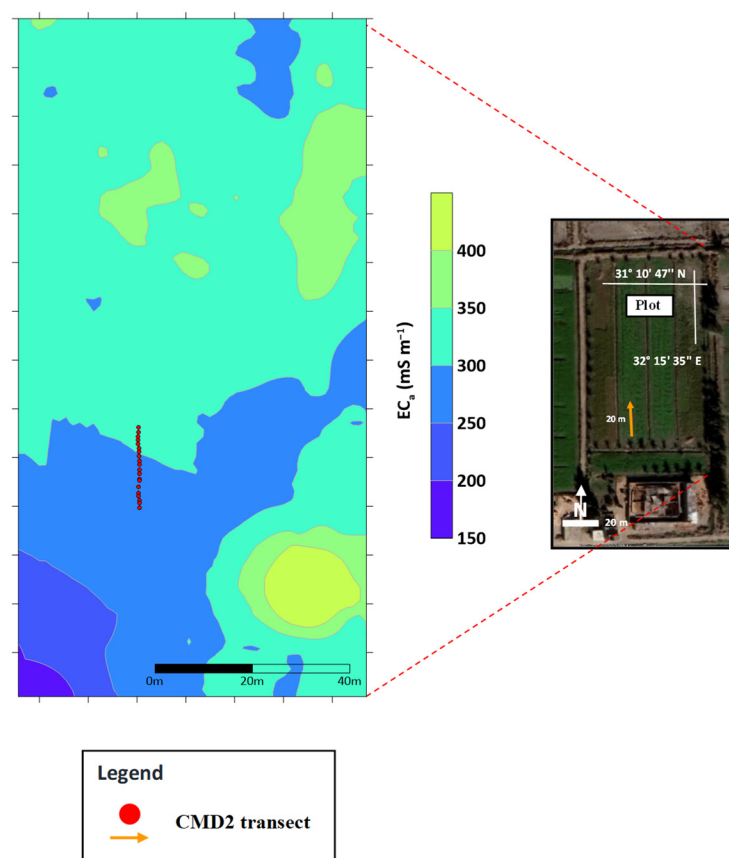 400
350
300
250
200
150
ECa (mS m⁻¹)
0m 20m 40m
31° 10' 47'' N
Plot
32° 15' 35" E
20 m
N
20 m
Legend
CMD2 transect